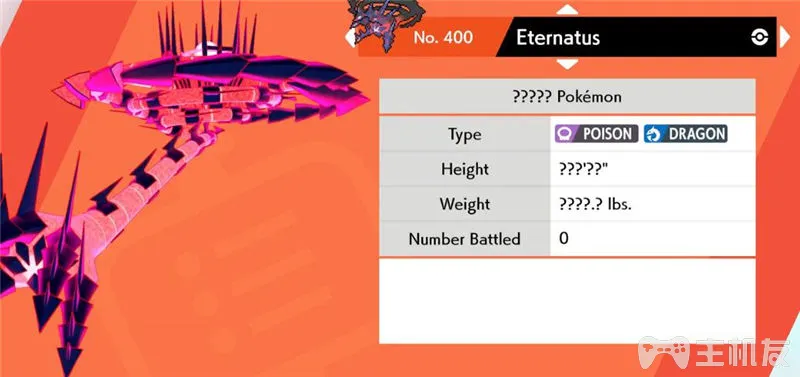 No. 400 Eternatus
????? Pokémon
Type POISON DRAGON
Height ???'??"
Weight ????.? lbs.
Number Battled 0
主机友